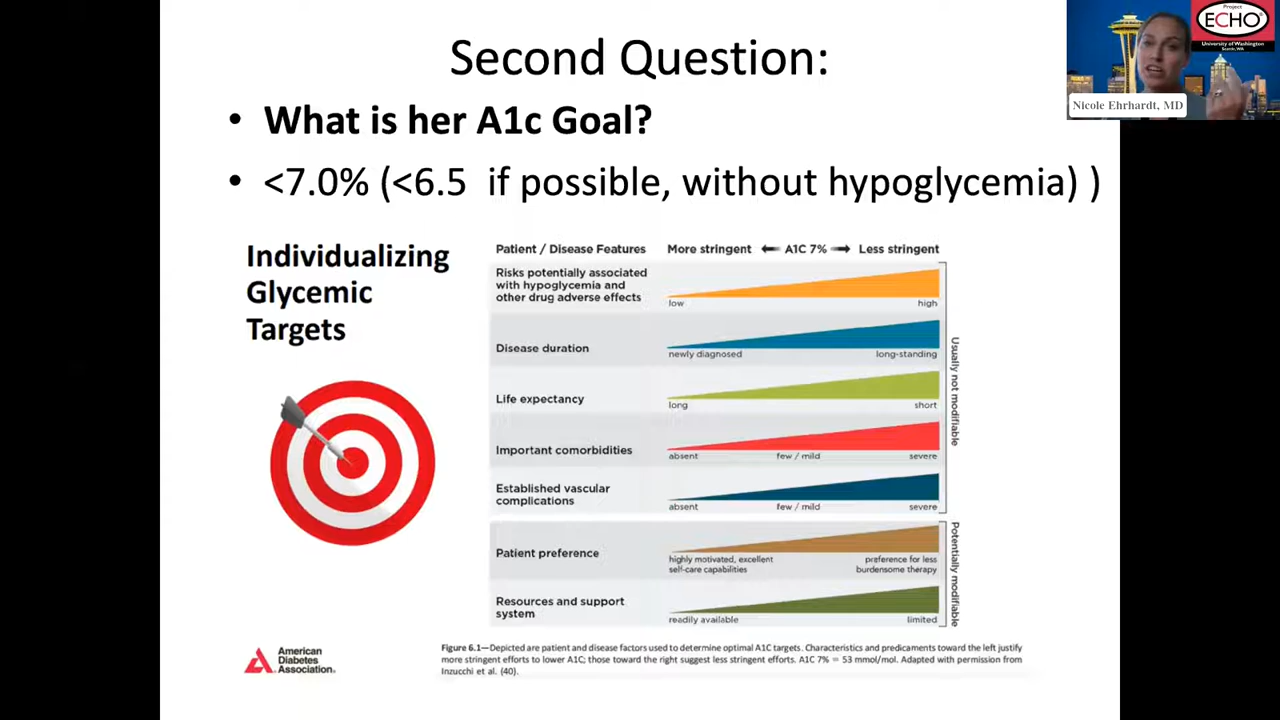 Second Question:
• What is her A1c Goal?
• <7.0% (<6.5 if possible, without hypoglycemia) )
Project
ECHO®
University of Washington
Seattle, WA
Nicole Ehrhardt, MD
Individualizing
Glycemic
Targets
Patient / Disease Features
More stringent
A1C 7%
Less stringent
Risks potentially associated
with hypoglycemia and
other drug adverse effects
low
high
Disease duration
newly diagnosed
long-standing
Life expectancy
long
short
Important comorbidities
absent
few / mild
severe
Established vascular
complications
absent
few / mild
severe
Usually not modifiable
Patient preference
highly motivated, excellent
self-care capabilities
preference for less
burdensome therapy
Resources and support
system
readily available
limited
Potentially modifiable
American
Diabetes
Association.
Figure 6.1—Depicted are patient and disease factors used to determine optimal A1C targets. Characteristics and predicaments toward the left justify
more stringent efforts to lower A1C; those toward the right suggest less stringent efforts. A1C 7% = 53 mmol/mol. Adapted with permission from
Inzucchi et al. (40).